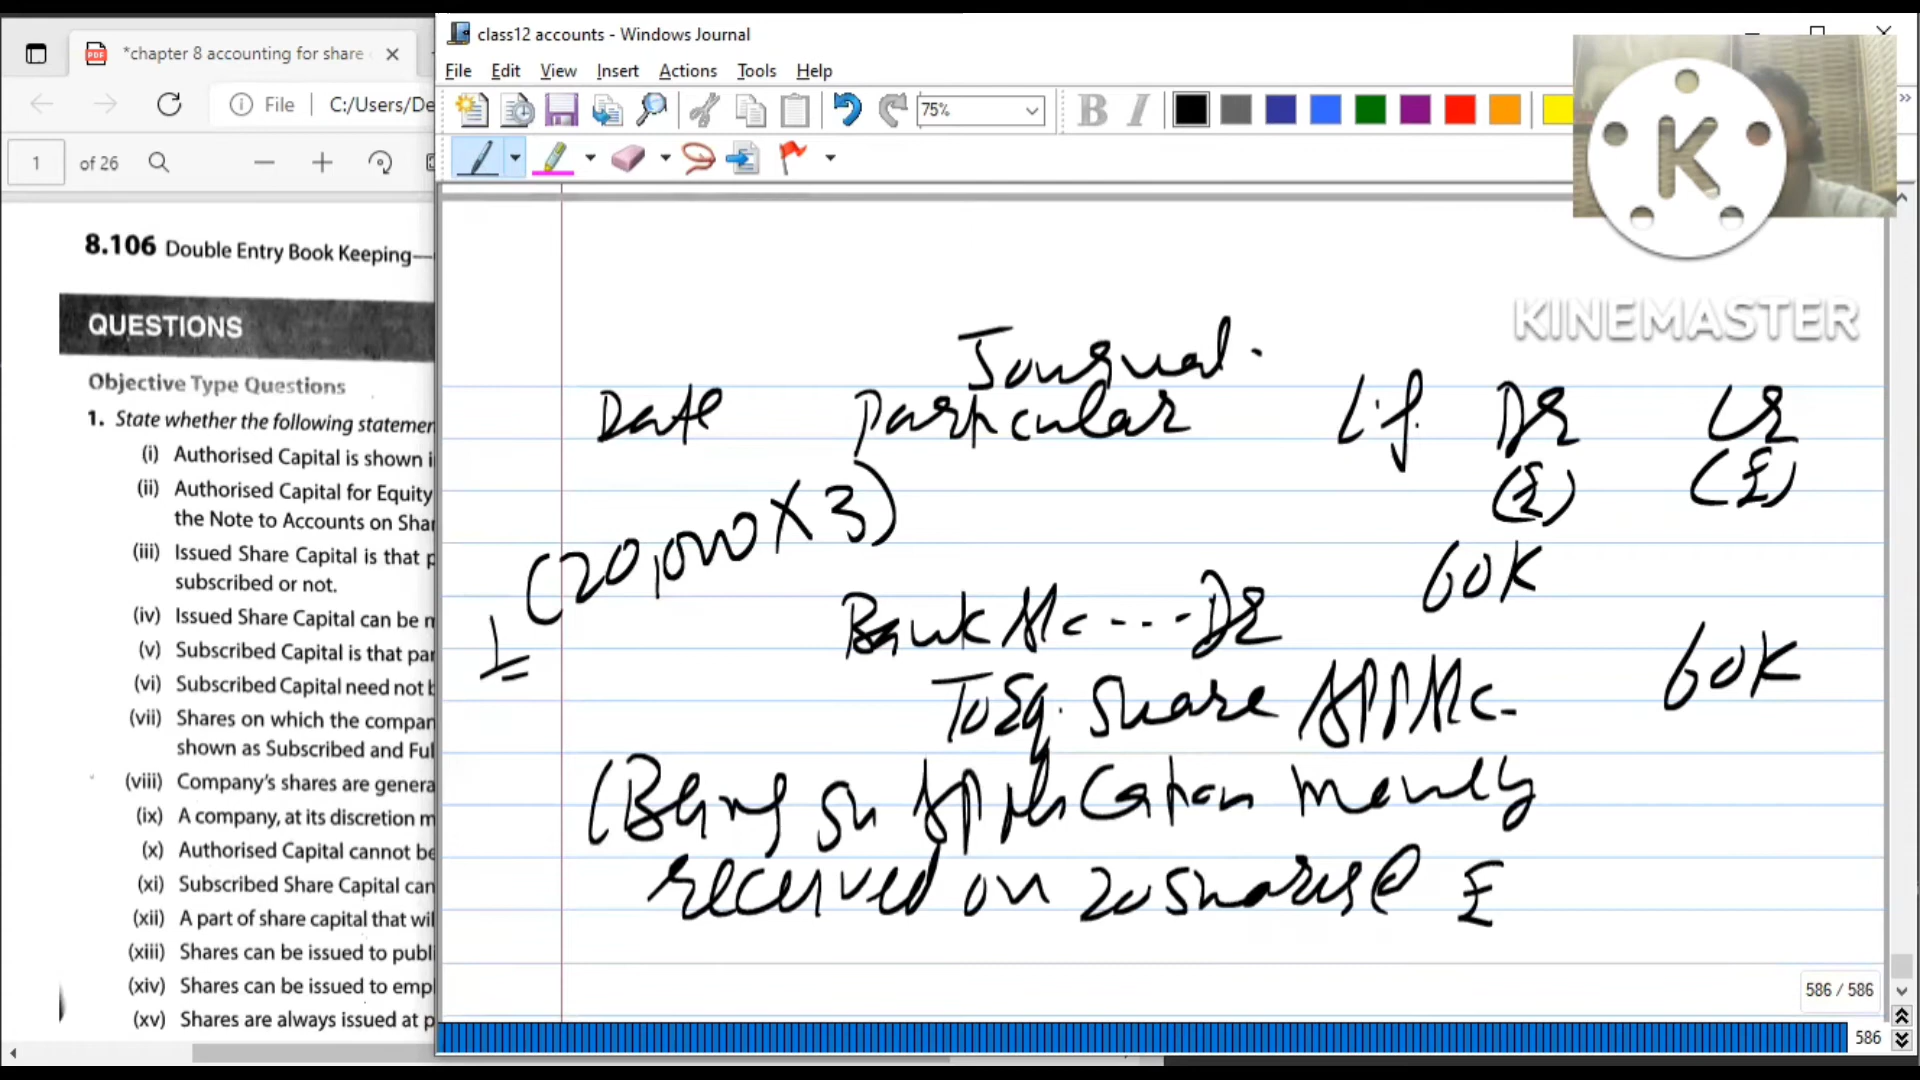 class12 accounts - Windows Journal
*chapter 8 accounting for share
File Edit View Insert Actions Tools Help
File C:/Users/De
75%
B I
1 of 26
K
KINEMASTER
8.106 Double Entry Book Keeping—
QUESTIONS
Objective Type Questions
1. State whether the following statemen
(i) Authorised Capital is shown i
(ii) Authorised Capital for Equity
the Note to Accounts on Shar
(iii) Issued Share Capital is that p
subscribed or not.
(iv) Issued Share Capital can be
(v) Subscribed Capital is that par
(vi) Subscribed Capital need not b
(vii) Shares on which the compan
shown as Subscribed and Ful
(viii) Company's shares are genera
(ix) A company, at its discretion m
(x) Authorised Capital cannot be
(xi) Subscribed Share Capital can
(xii) A part of share capital that wil
(xiii) Shares can be issued to publi
(xiv) Shares can be issued to empl
(xv) Shares are always issued at p
Journal.
Date Particular L.f. Dr Cr
(₹) (₹)
(20,000 X 3)
1
Bank A/c ---Dr 60K
To Eq. Share App A/c- 60K
(Being sh application money
received on 20 shares @ ₹
586 / 586
586